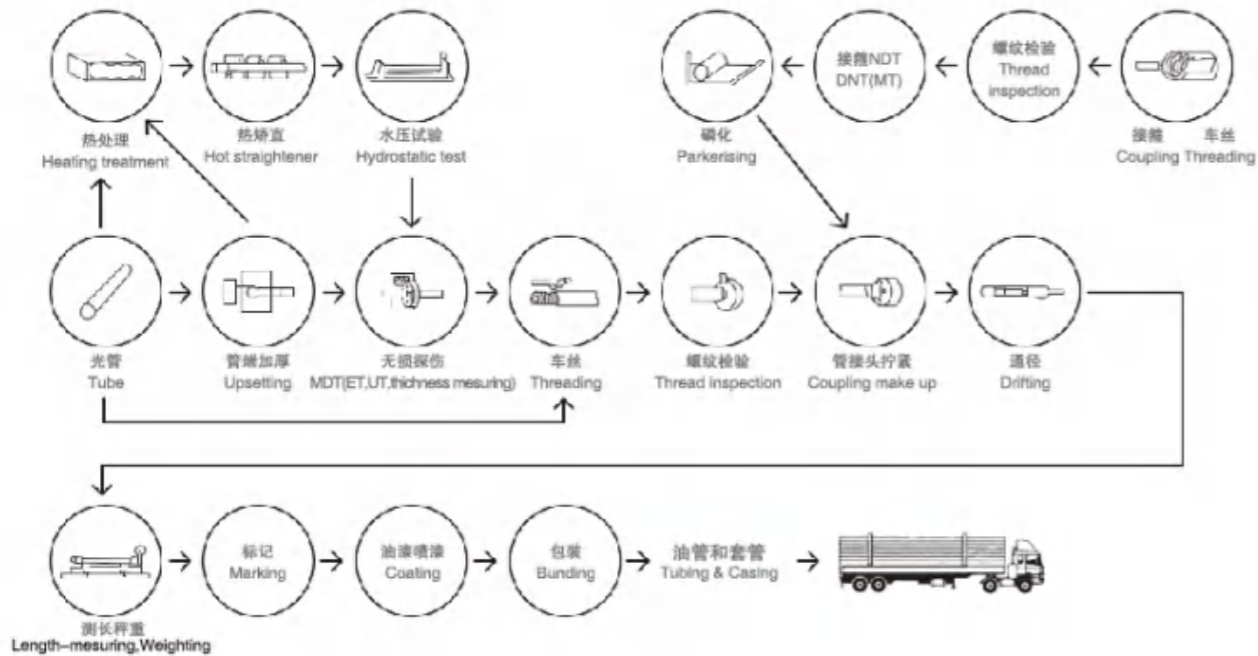 接箍NDT
DNT(MT)
螺纹检验
Thread
inspection
热处理
Heating treatment
热矫直
Hot straightener
水压试验
Hydrostatic test
磷化
Parkerising
接箍 车丝
Coupling Threading
光管
Tube
管端加厚
Upsetting
无损探伤
MDT(ET,UT,thichness mesuring)
车丝
Threading
螺纹检验
Thread inspection
管接头拧紧
Coupling make up
通径
Drifting
标记
Marking
油漆喷漆
Coating
包装
Bunding
油管和套管
Tubing & Casing
测长秤重
Length-mesuring,Weighting